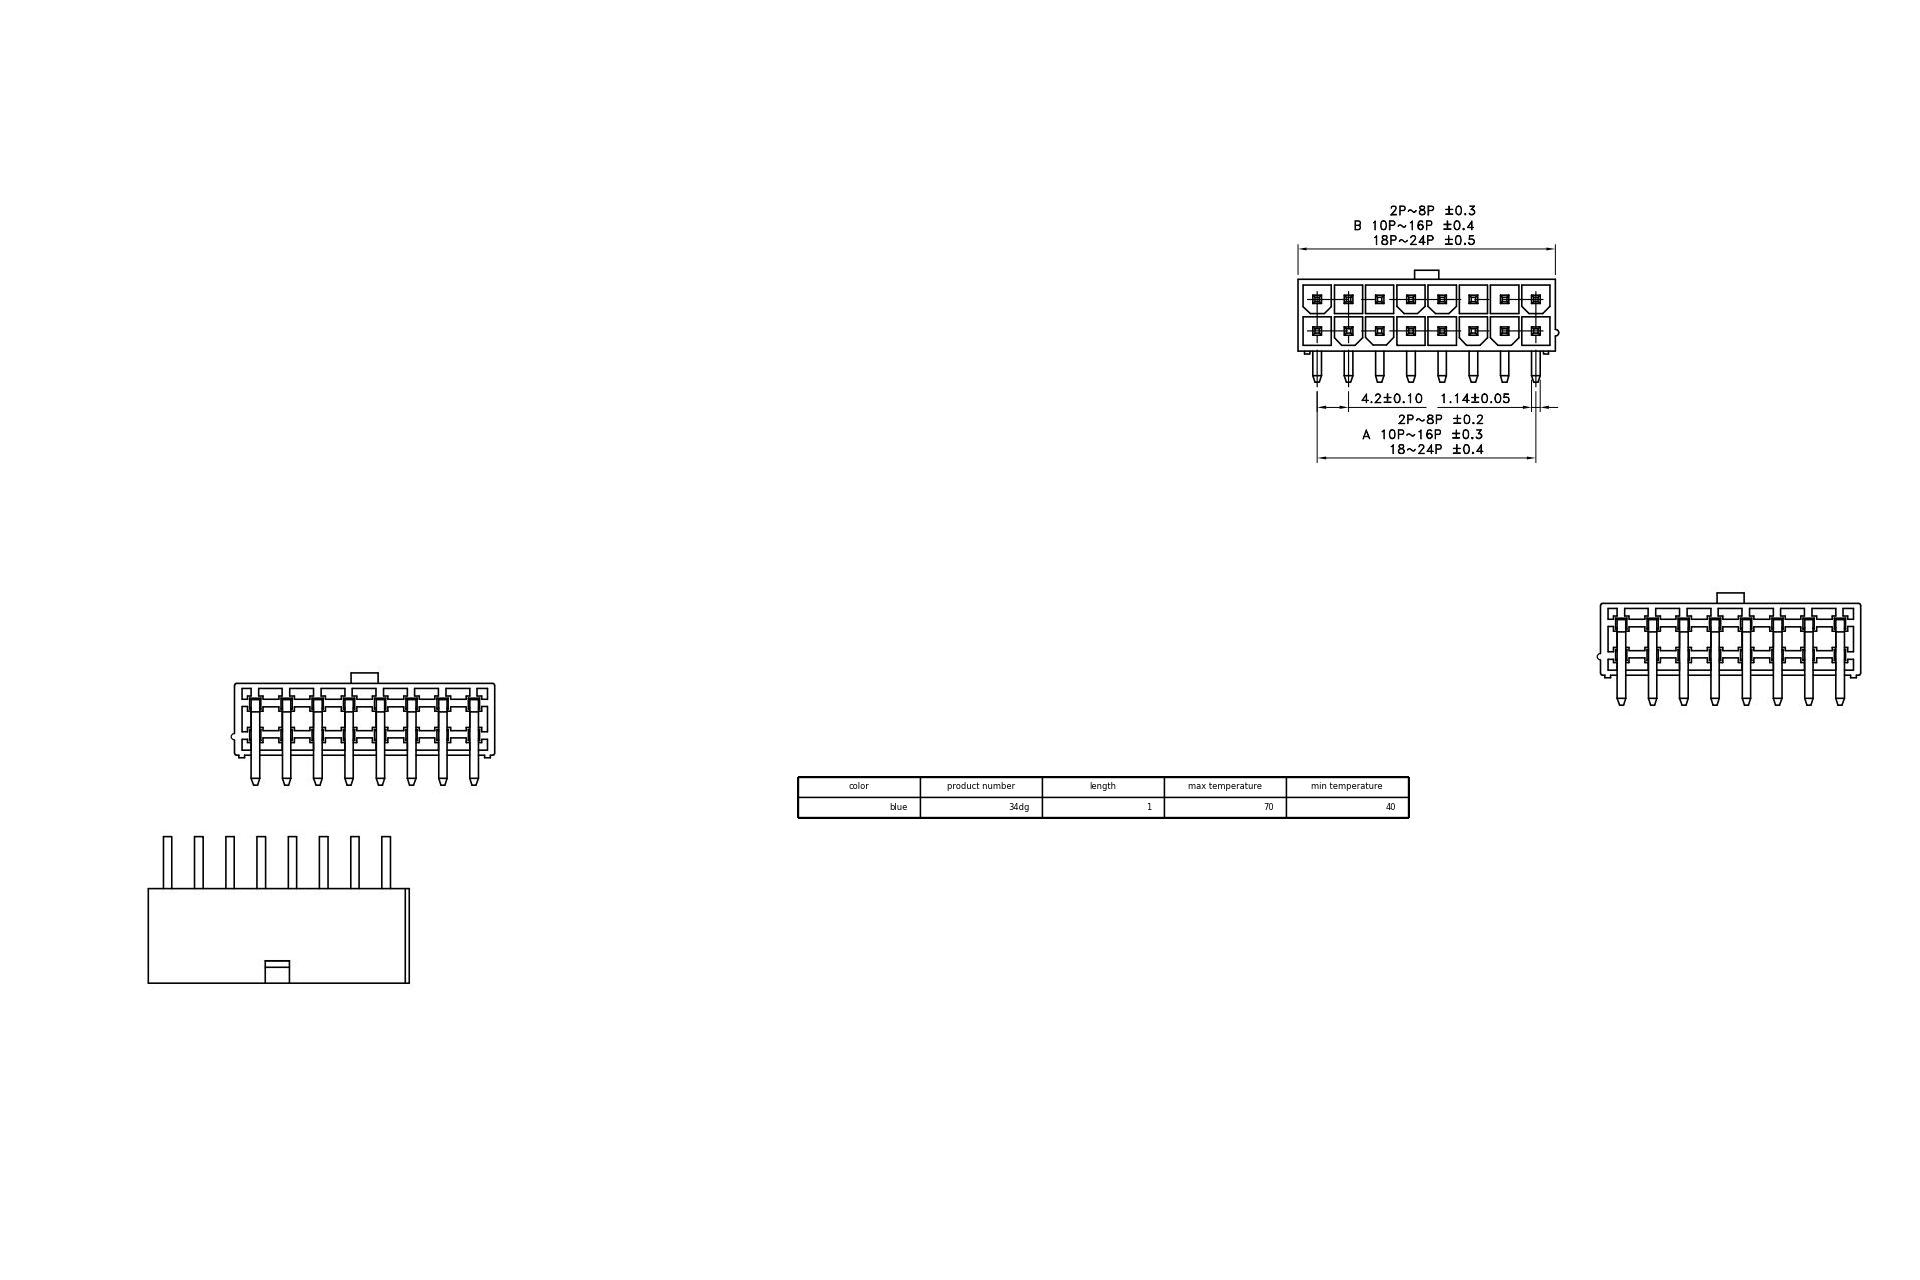 2P~8P ±0.3
B 10P~16P ±0.4
18P~24P ±0.5
4.2±0.10 1.14±0.05
2P~8P ±0.2
A 10P~16P ±0.3
18~24P ±0.4
color product number length max temperature min temperature
blue 34dg 1 70 40